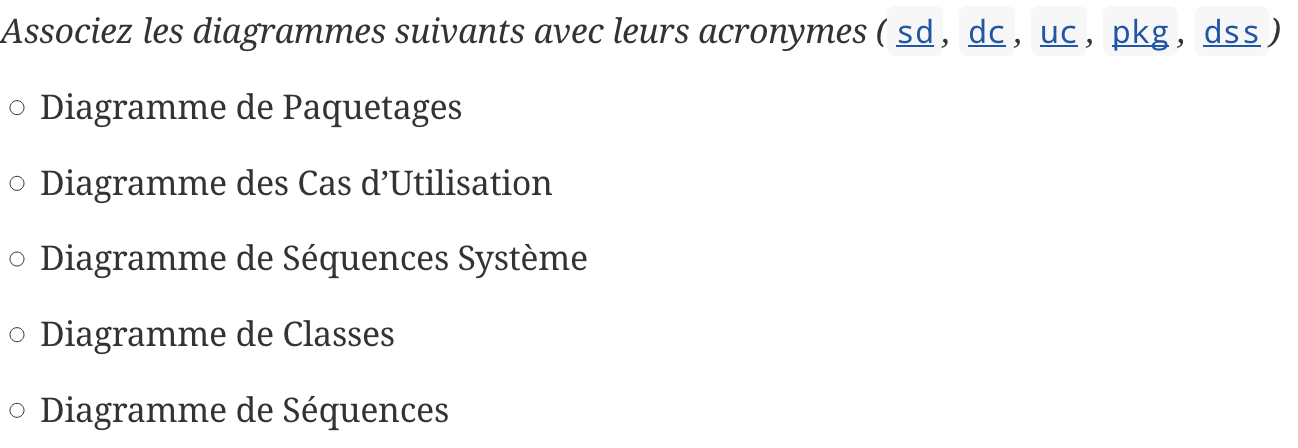 Associez les diagrammes suivants avec leurs acronymes ( sd , dc , uc , pkg , dss )
Diagramme de Paquetages
Diagramme des Cas d’Utilisation
Diagramme de Séquences Système
Diagramme de Classes
Diagramme de Séquences